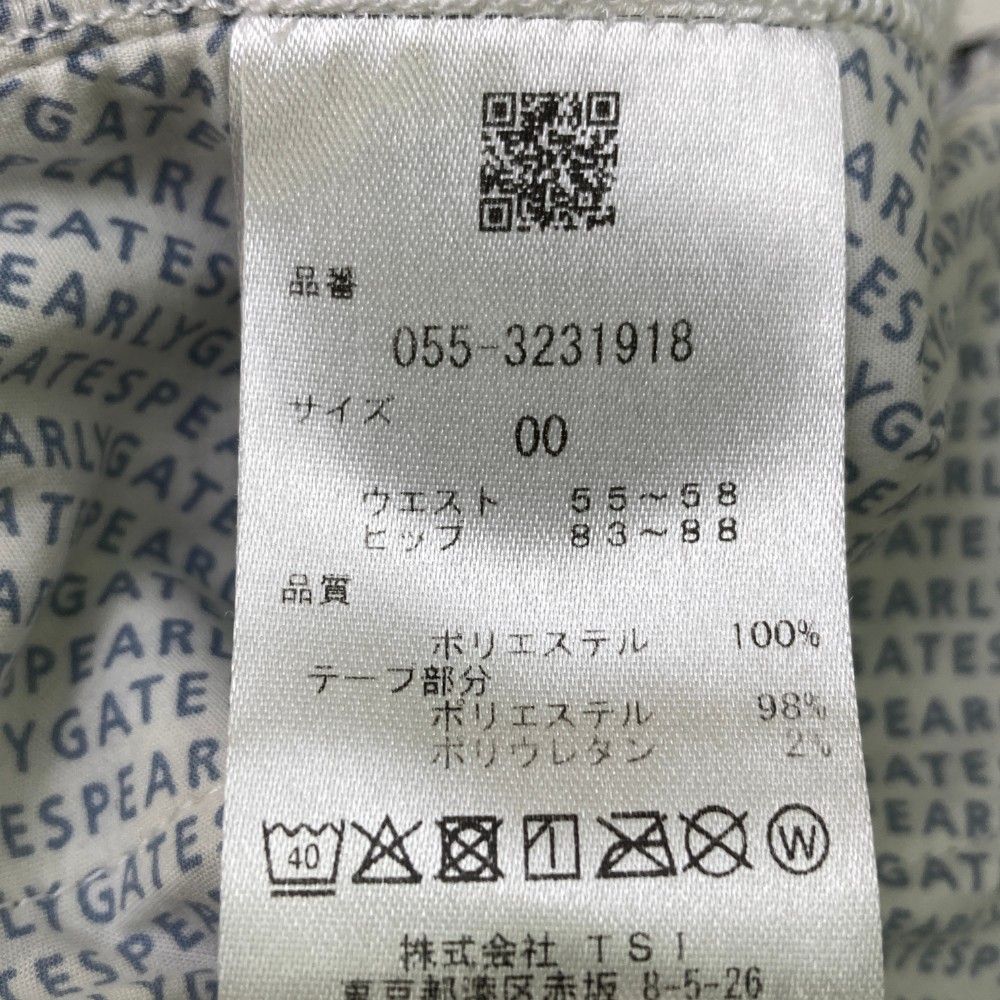 品番
055-3231918
サイズ
00
ウエスト 55~58
ヒップ 83~88
品質
ポリエステル 100%
テープ部分
ポリエステル 98%
ポリウレタン 2%
40
W
株式会社 TSI
東京都港区赤坂 8-5-26
PEARLYGATES